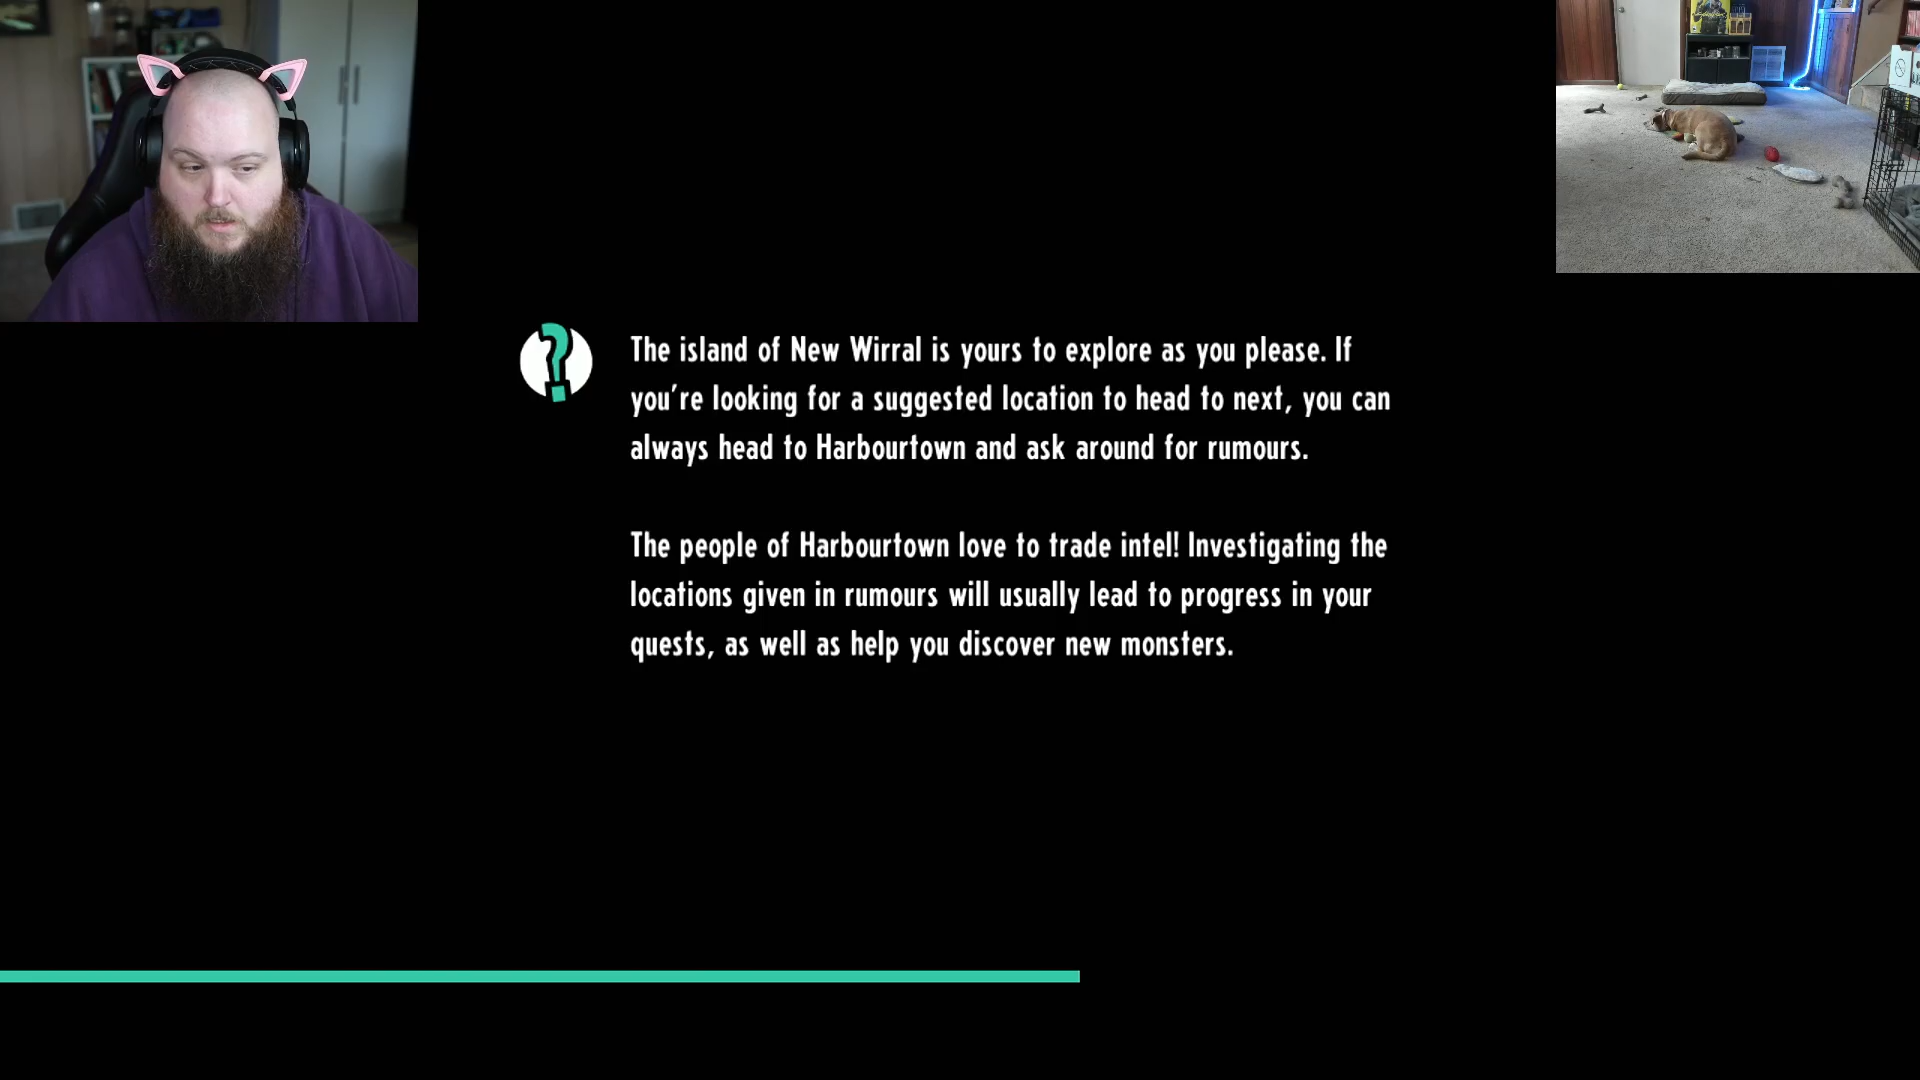 The island of New Wirral is yours to explore as you please. If
you're looking for a suggested location to head to next, you can
always head to Harbourtown and ask around for rumours.
The people of Harbourtown love to trade intel! Investigating the
locations given in rumours will usually lead to progress in your
quests, as well as help you discover new monsters.